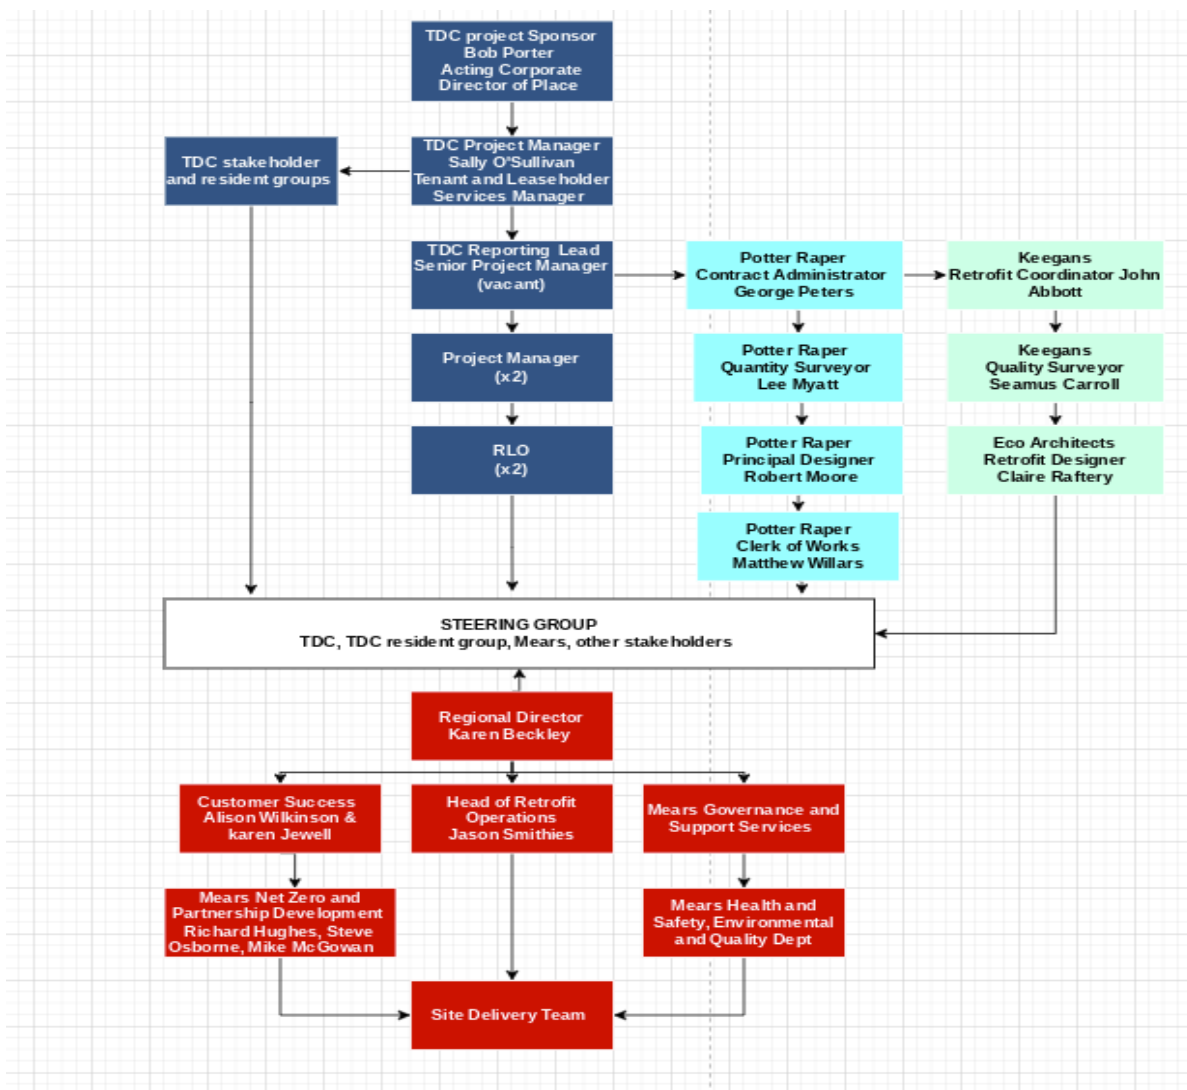 TDC project Sponsor
Bob Porter
Acting Corporate
Director of Place
TDC stakeholder
and resident groups
TDC Project Manager
Sally O'Sullivan
Tenant and Leaseholder
Services Manager
TDC Reporting Lead
Senior Project Manager
(vacant)
Potter Raper
Contract Administrator
George Peters
Keegans
Retrofit Coordinator John
Abbott
Project Manager
(x2)
Potter Raper
Quantity Surveyor
Lee Myatt
Keegans
Quality Surveyor
Seamus Carroll
RLO
(x2)
Potter Raper
Principal Designer
Robert Moore
Eco Architects
Retrofit Designer
Claire Raftery
Potter Raper
Clerk of Works
Matthew Willars
STEERING GROUP
TDC, TDC resident group, Mears, other stakeholders
Regional Director
Karen Beckley
Customer Success
Alison Wilkinson &
karen Jewell
Head of Retrofit
Operations
Jason Smithies
Mears Governance and
Support Services
Mears Net Zero and
Partnership Development
Richard Hughes, Steve
Osborne, Mike McGowan
Mears Health and
Safety, Environmental
and Quality Dept
Site Delivery Team